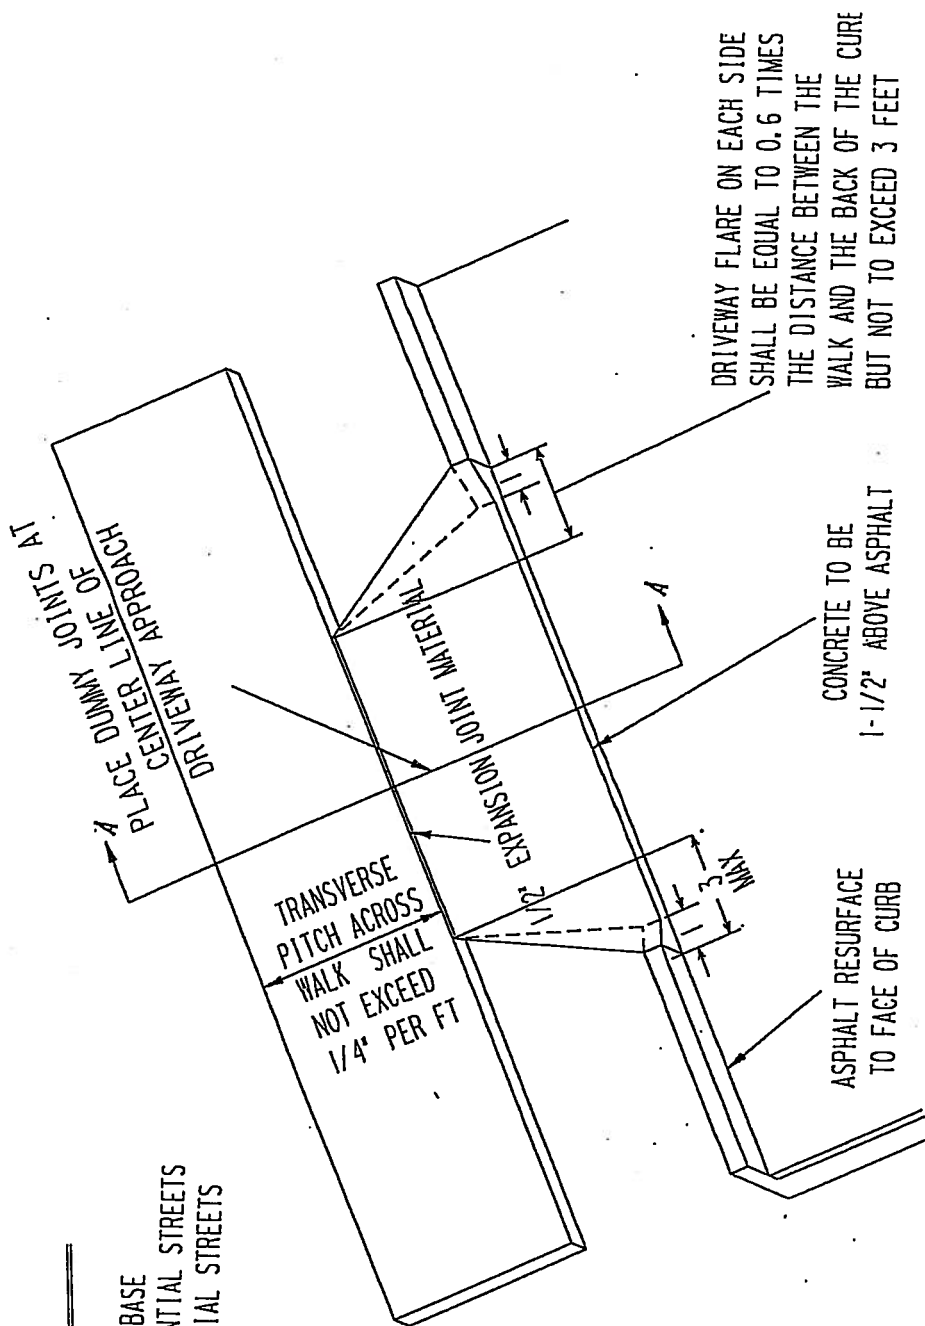 BASE
NTIAL STREETS
IAL STREETS
A
PLACE DUMMY JOINTS AT
CENTER LINE OF
DRIVEWAY APPROACH
TRANSVERSE
PITCH ACROSS
WALK SHALL
NOT EXCEED
1/4" PER FT
1/2" EXPANSION JOINT MATERIAL
1
3
MAX
1
A
ASPHALT RESURFACE
TO FACE OF CURB
CONCRETE TO BE
1-1/2" ABOVE ASPHALT
DRIVEWAY FLARE ON EACH SIDE
SHALL BE EQUAL TO 0.6 TIMES
THE DISTANCE BETWEEN THE
WALK AND THE BACK OF THE CURB
BUT NOT TO EXCEED 3 FEET